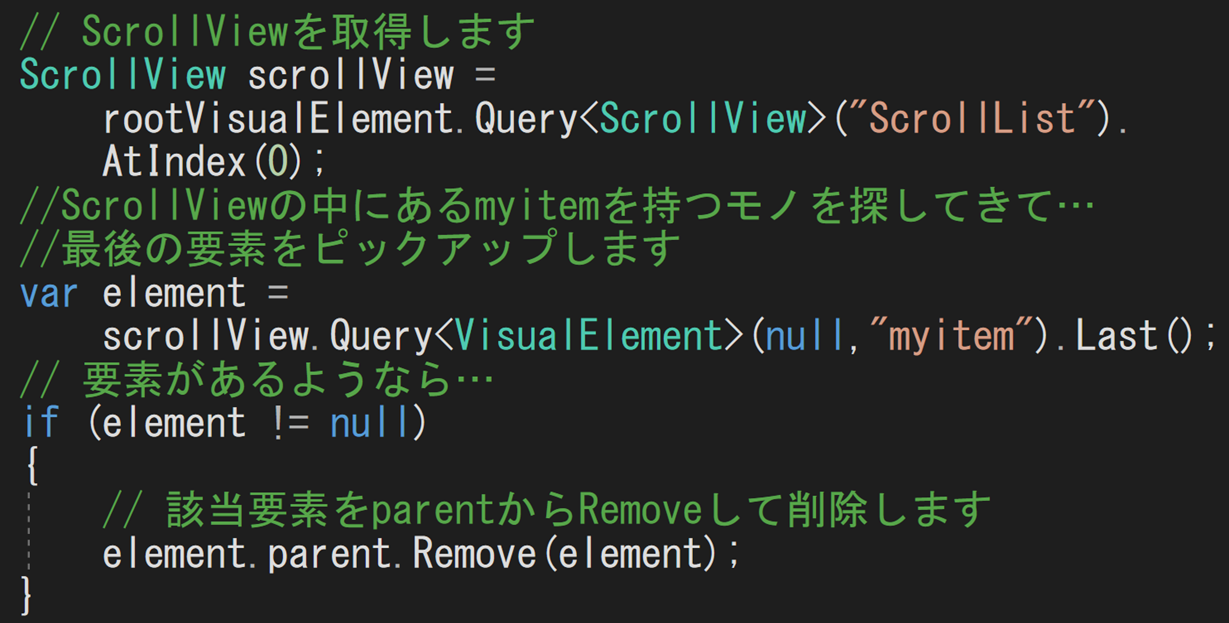 // ScrollViewを取得します
ScrollView scrollView =
rootVisualElement.Query<ScrollView>("ScrollList").
AtIndex(0);
//ScrollViewの中にあるmyitemを持つモノを探してきて…
//最後の要素をピックアップします
var element =
scrollView.Query<VisualElement>(null,"myitem").Last();
// 要素があるようなら…
if (element != null)
{
// 該当要素をparentからRemoveして削除します
element.parent.Remove(element);
}